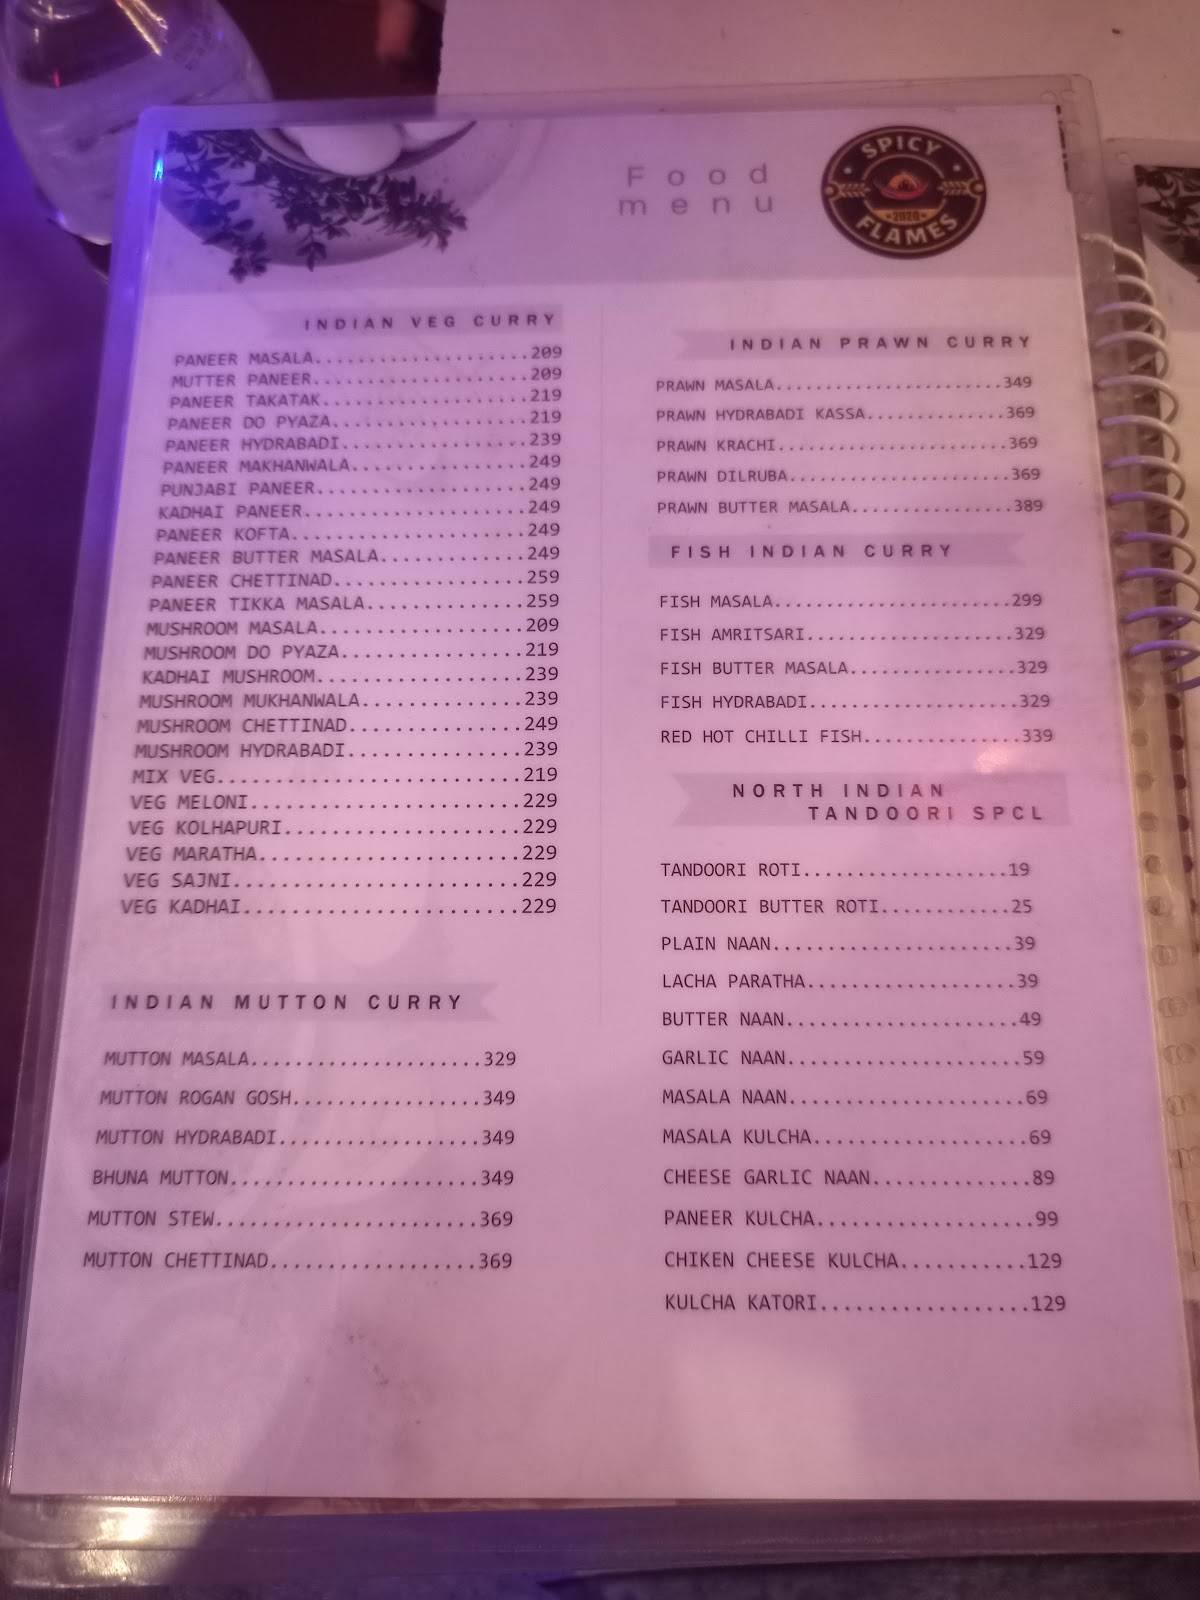 Food
menu
SPICY
2020
FLAMES
INDIAN VEG CURRY
PANEER MASALA.....................209
MUTTER PANEER.....................209
PANEER TAKATAK....................219
PANEER DO PYAZA...................219
PANEER HYDRABADI..................239
PANEER MAKHANWALA.................249
PUNJABI PANEER....................249
KADHAI PANEER.....................249
PANEER KOFTA......................249
PANEER BUTTER MASALA..............249
PANEER CHETTINAD..................259
PANEER TIKKA MASALA...............259
MUSHROOM MASALA...................209
MUSHROOM DO PYAZA.................219
KADHAI MUSHROOM...................239
MUSHROOM MUKHANWALA...............239
MUSHROOM CHETTINAD................249
MUSHROOM HYDRABADI................239
MIX VEG...........................219
VEG MELONI........................229
VEG KOLHAPURI.....................229
VEG MARATHA.......................229
VEG SAJNI.........................229
VEG KADHAI........................229
INDIAN MUTTON CURRY
MUTTON MASALA.....................329
MUTTON ROGAN GOSH.................349
MUTTON HYDRABADI..................349
BHUNA MUTTON......................349
MUTTON STEW.......................369
MUTTON CHETTINAD..................369
INDIAN PRAWN CURRY
PRAWN MASALA......................349
PRAWN HYDRABADI KASSA.............369
PRAWN KRACHI......................369
PRAWN DILRUBA.....................369
PRAWN BUTTER MASALA...............389
FISH INDIAN CURRY
FISH MASALA.......................299
FISH AMRITSARI....................329
FISH BUTTER MASALA................329
FISH HYDRABADI....................329
RED HOT CHILLI FISH...............339
NORTH INDIAN
TANDOORI SPCL
TANDOORI ROTI..................19
TANDOORI BUTTER ROTI...........25
PLAIN NAAN.....................39
LACHA PARATHA..................39
BUTTER NAAN....................49
GARLIC NAAN....................59
MASALA NAAN....................69
MASALA KULCHA..................69
CHEESE GARLIC NAAN.............89
PANEER KULCHA..................99
CHIKEN CHEESE KULCHA...........129
KULCHA KATORI..................129